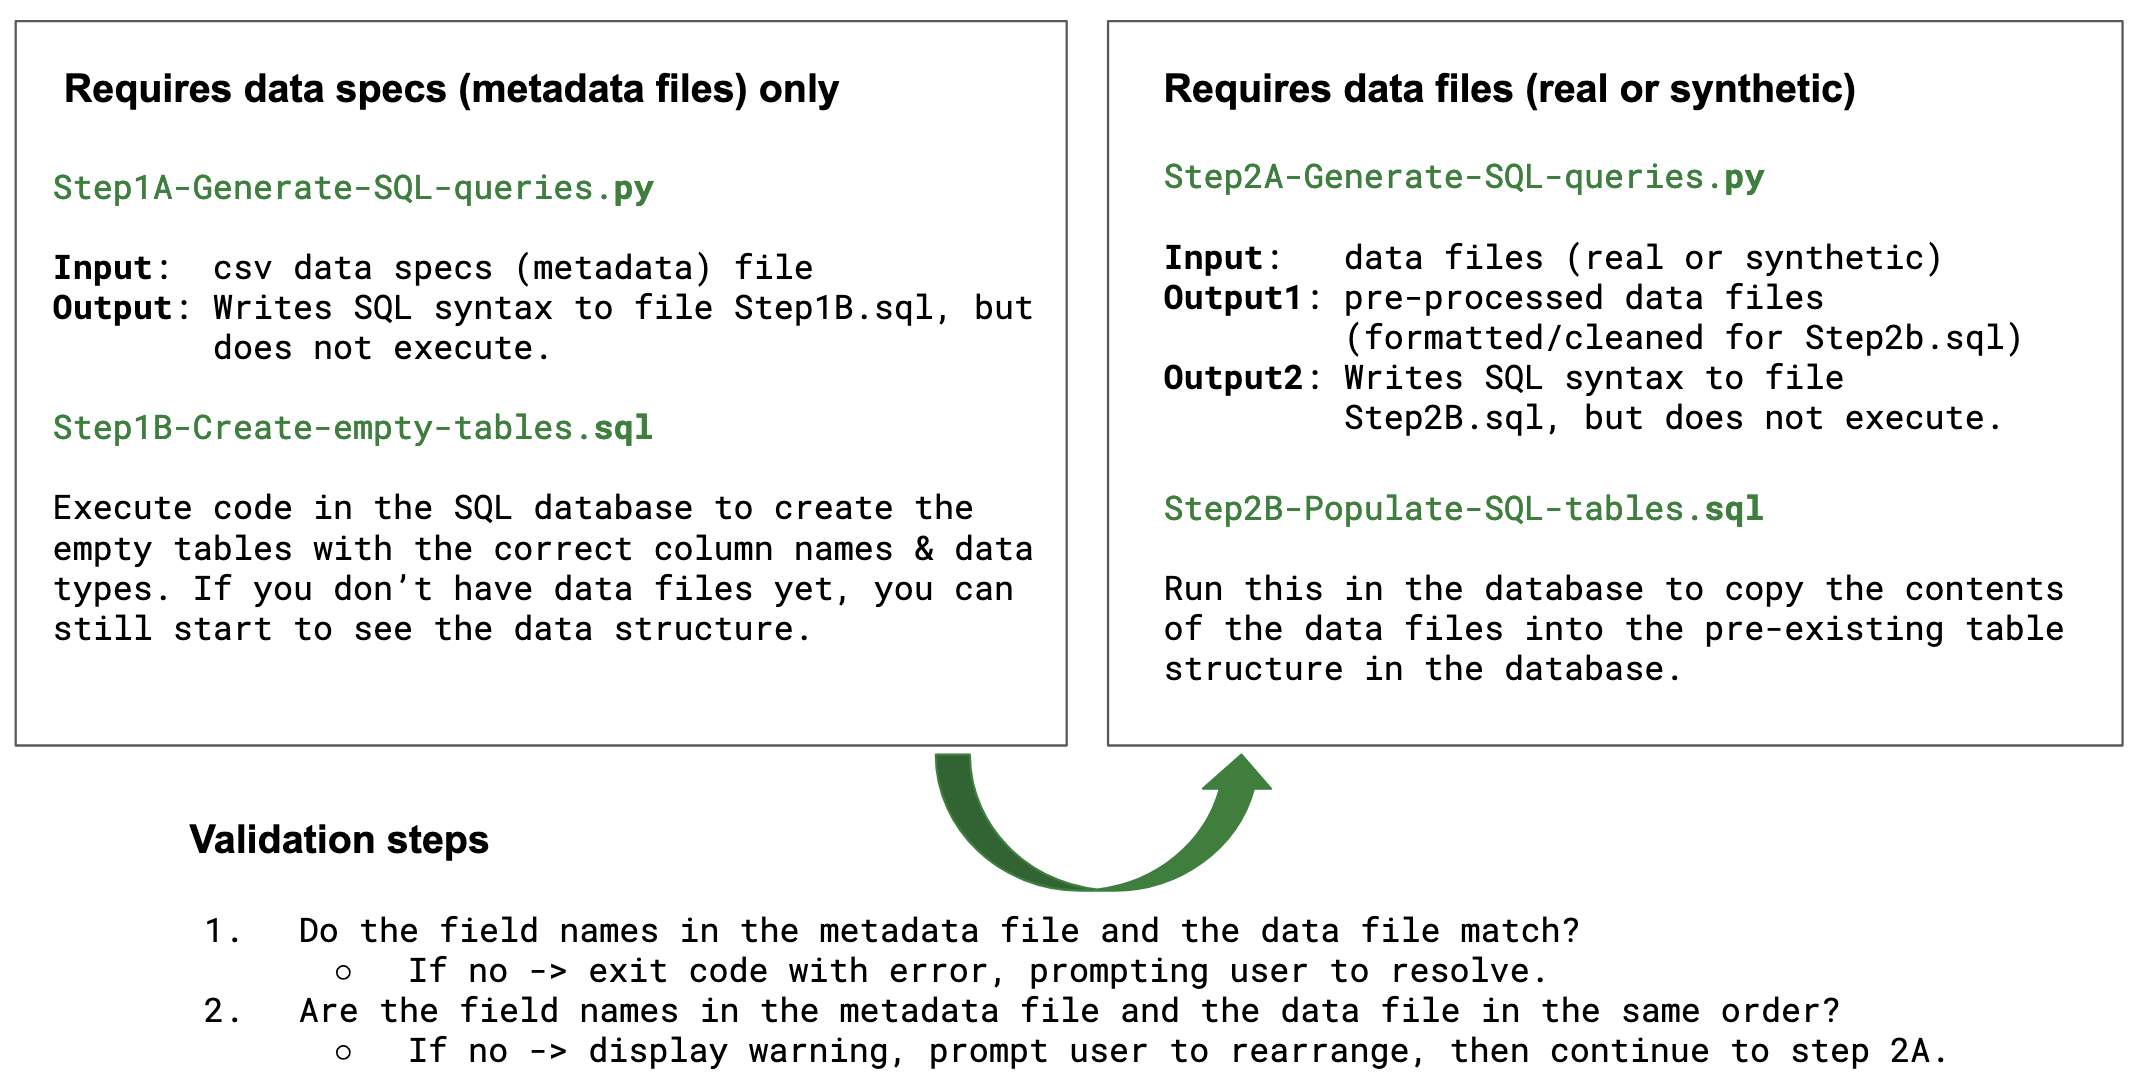 Requires data specs (metadata files) only
Step1A-Generate-SQL-queries.py
Input: csv data specs (metadata) file
Output: Writes SQL syntax to file Step1B.sql, but
does not execute.
Step1B-Create-empty-tables.sql
Execute code in the SQL database to create the
empty tables with the correct column names & data
types. If you don’t have data files yet, you can
still start to see the data structure.
Requires data files (real or synthetic)
Step2A-Generate-SQL-queries.py
Input: data files (real or synthetic)
Output1: pre-processed data files
(formatted/cleaned for Step2b.sql)
Output2: Writes SQL syntax to file
Step2B.sql, but does not execute.
Step2B-Populate-SQL-tables.sql
Run this in the database to copy the contents
of the data files into the pre-existing table
structure in the database.
Validation steps
1. Do the field names in the metadata file and the data file match?
○ If no -> exit code with error, prompting user to resolve.
2. Are the field names in the metadata file and the data file in the same order?
○ If no -> display warning, prompt user to rearrange, then continue to step 2A.